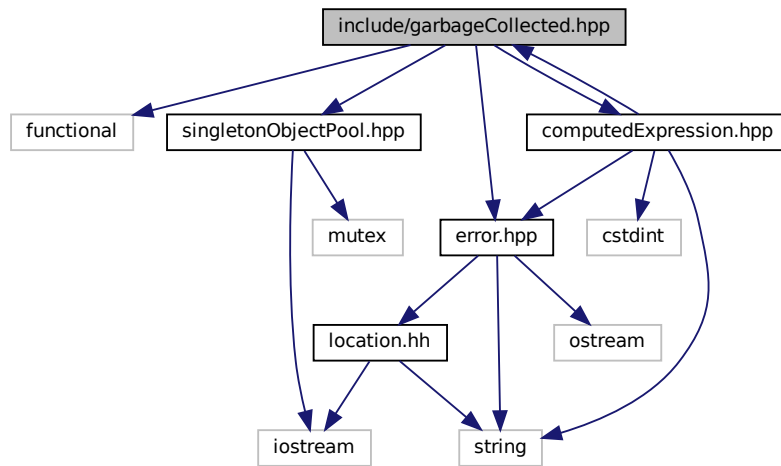 include/garbageCollected.hpp
functional
singletonObjectPool.hpp
computedExpression.hpp
mutex
error.hpp
cstdint
location.hh
ostream
iostream
string